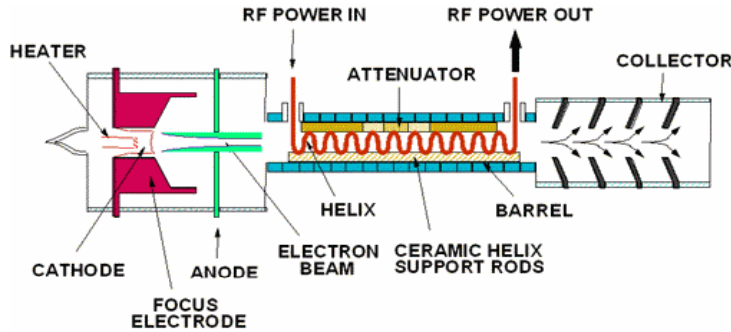 RF POWER IN
RF POWER OUT
HEATER
ATTENUATOR
COLLECTOR
HELIX
BARREL
CATHODE
ANODE
ELECTRON
BEAM
CERAMIC HELIX
SUPPORT RODS
FOCUS
ELECTRODE